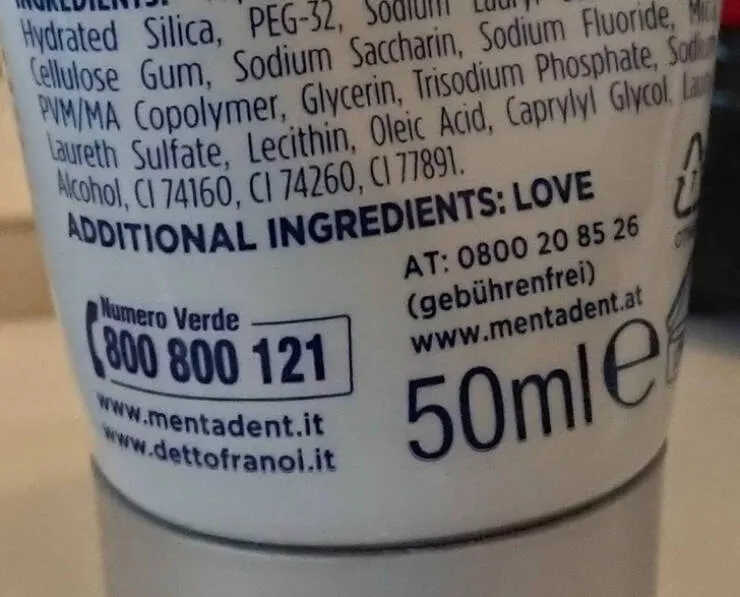 INGREDIENTS:
Hydrated Silica, PEG-32, Sodium
Cellulose Gum, Sodium Saccharin, Sodium Fluoride,
PVM/MA Copolymer, Glycerin, Trisodium Phosphate,
Laureth Sulfate, Lecithin, Oleic Acid, Caprylyl Glycol,
Alcohol, CI 74160, CI 74260, CI 77891.
ADDITIONAL INGREDIENTS: LOVE
Numero Verde
800 800 121
www.mentadent.it
www.dettofranoi.it
AT: 0800 20 85 26
(gebührenfrei)
www.mentadent.at
50ml e